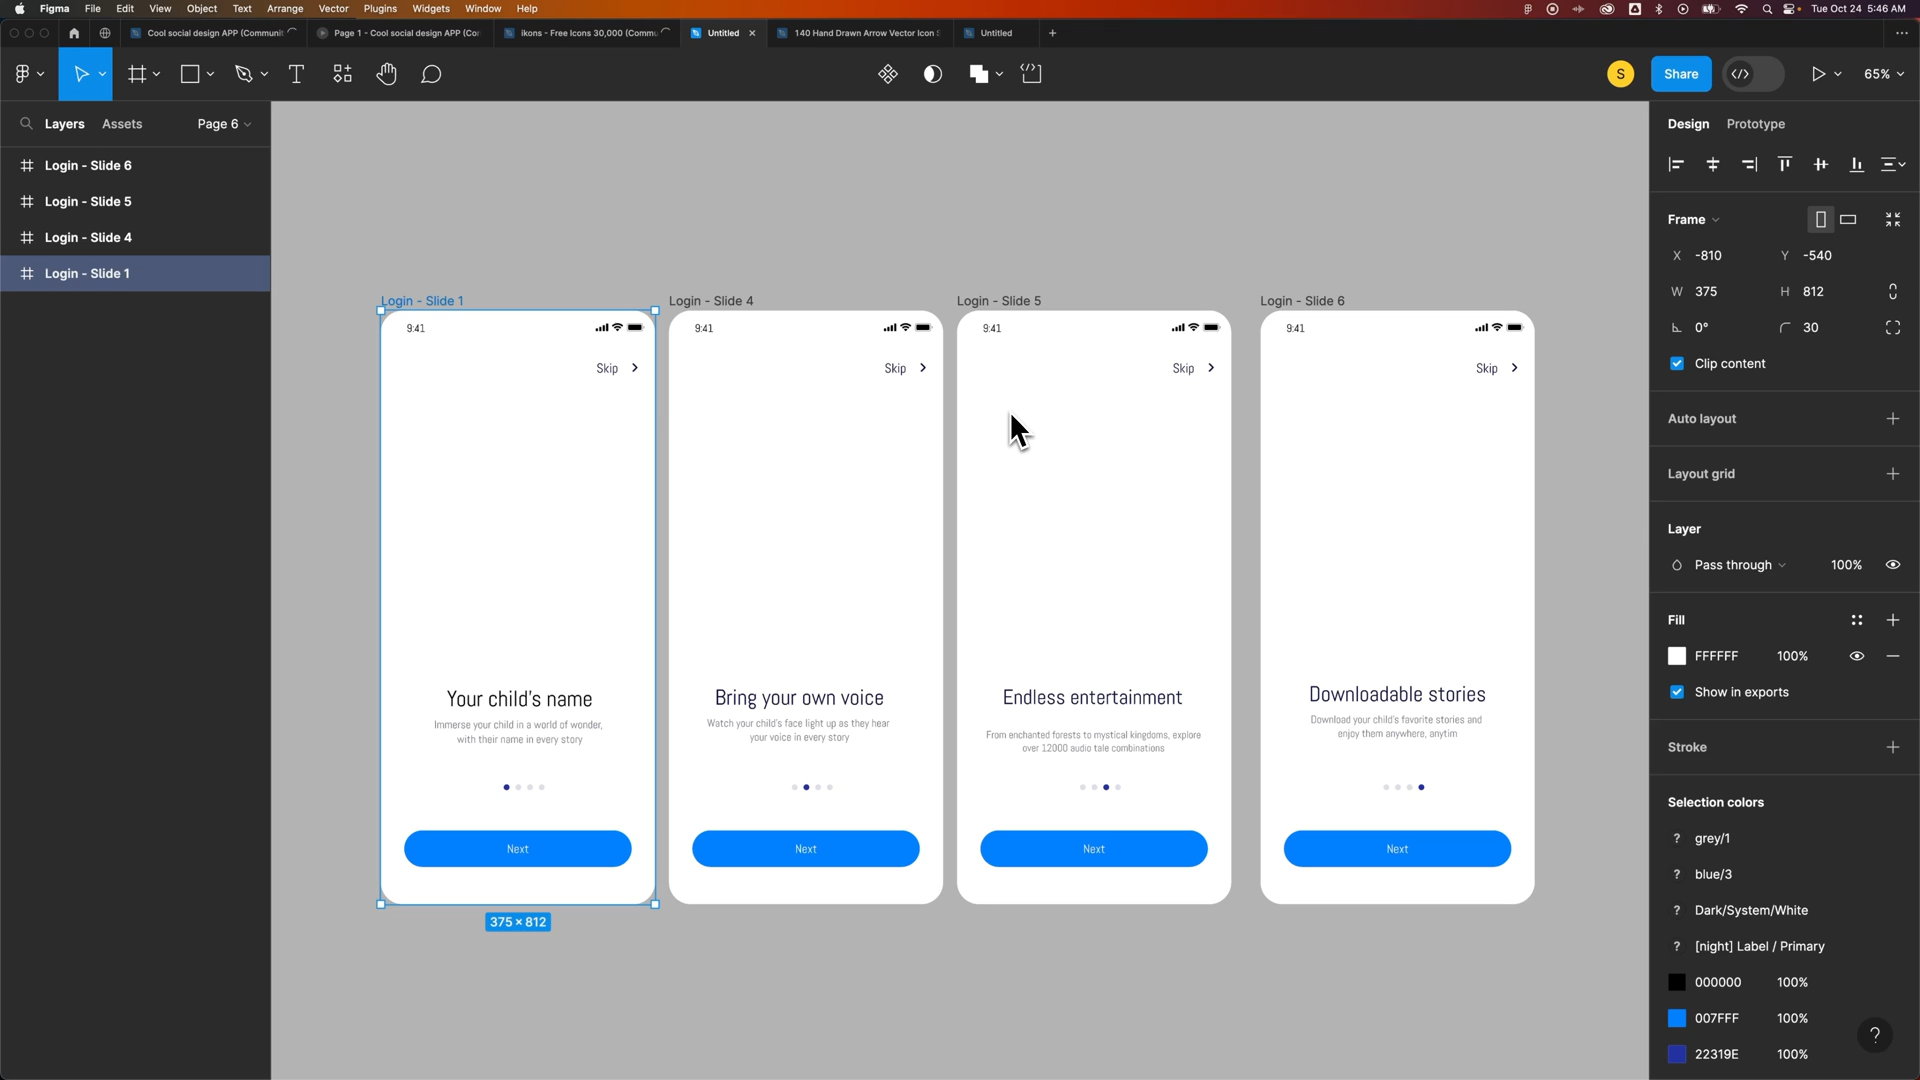 Figma File Edit View Object Text Arrange Vector Plugins Widgets Window Help Tue Oct 24 5:46 AM
Cool social design APP (Communit Page 1 - Cool social design APP (Co ikons - Free Icons 30,000 (Commu Untitled 140 Hand Drawn Arrow Vector Icon Untitled
S Share 65%
Layers Assets Page 6
Login - Slide 6
Login - Slide 5
Login - Slide 4
Login - Slide 1
Login - Slide 1
9:41
Skip
Your child's name
Immerse your child in a world of wonder,
with their name in every story
Next
375 × 812
Login - Slide 4
9:41
Skip
Bring your own voice
Watch your child's face light up as they hear
your voice in every story
Next
Login - Slide 5
9:41
Skip
Endless entertainment
From enchanted forests to mystical kingdoms, explore
over 12000 audio tale combinations
Next
Login - Slide 6
9:41
Skip
Downloadable stories
Download your child's favorite stories and
enjoy them anywhere, anytim
Next
Design Prototype
Frame
X -810 Y -540
W 375 H 812
0° 30
Clip content
Auto layout
Layout grid
Layer
Pass through 100%
Fill
FFFFFF 100%
Show in exports
Stroke
Selection colors
? grey/1
? blue/3
? Dark/System/White
? [night] Label / Primary
000000 100%
007FFF 100%
22319E 100%
?